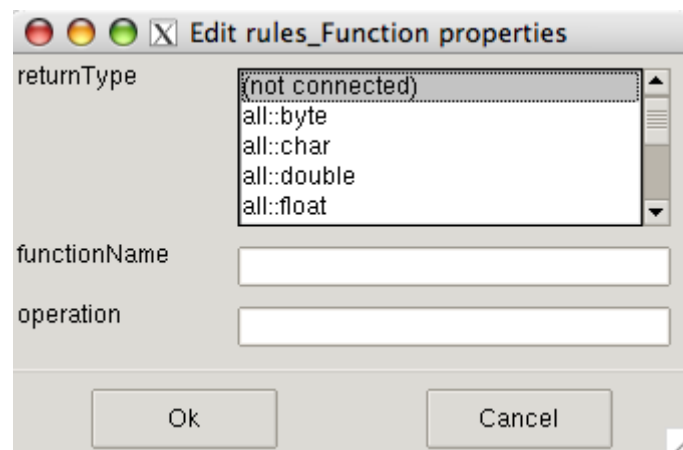 X Edit rules_Function properties
returnType
(not connected)
all::byte
all::char
all::double
all::float
functionName
operation
Ok Cancel